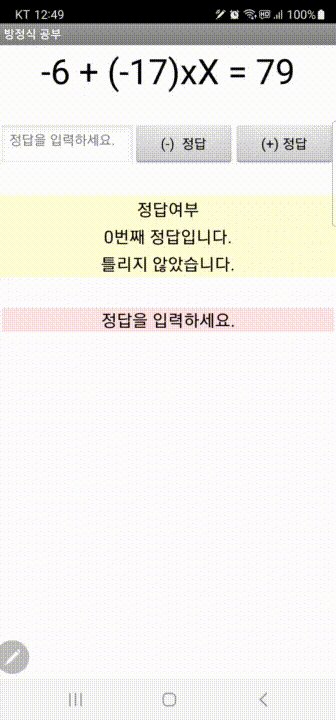 KT 12:49 100%
방정식 공부
-6 + (-17)xX = 79
정답을 입력하세요. (-) 정답 (+) 정답
정답여부
0번째 정답입니다.
틀리지 않았습니다.
정답을 입력하세요.